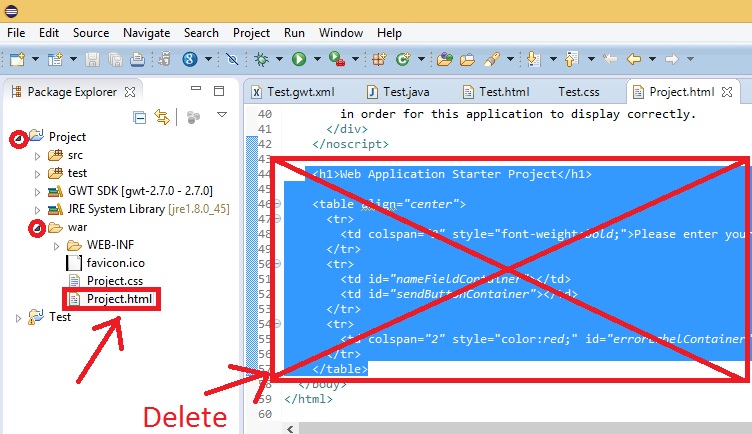 File Edit Source Navigate Search Project Run Window Help
Package Explorer
Project
src
test
GWT SDK [gwt-2.7.0 - 2.7.0]
JRE System Library [jre1.8.0_45]
war
WEB-INF
favicon.ico
Project.css
Project.html
Test
Test.gwt.xml Test.java Test.html Test.css Project.html
40 in order for this application to display correctly.
41 </div>
42 </noscript>
43
44 <h1>Web Application Starter Project</h1>
45
46 <table align="center">
47 <tr>
48 <td colspan="2" style="font-weight:bold;">Please enter your
49 </tr>
50 <tr>
51 <td id="nameFieldContainer"></td>
52 <td id="sendButtonContainer"></td>
53 </tr>
54 <tr>
55 <td colspan="2" style="color:red;" id="errorLabelContainer"
56 </tr>
57 </table>
58 </body>
59 </html>
60
Delete